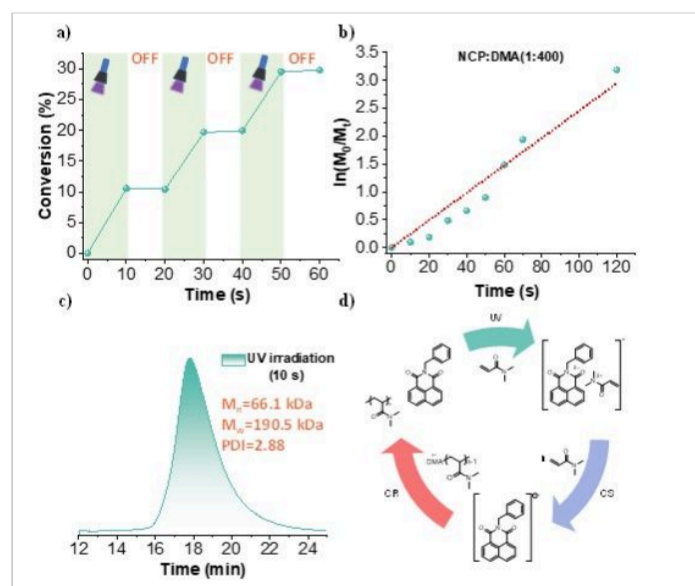 a)
OFF
OFF
OFF
Conversion (%)
30
25
20
15
10
5
0
0
10
20
30
40
50
60
Time (s)
b)
NCP:DMA(1:400)
ln(M₀/Mₜ)
3.5
3.0
2.5
2.0
1.5
1.0
0.5
0.0
0
20
40
60
80
100
120
Time (s)
c)
UV irradiation
(10 s)
Mₙ=66.1 kDa
M_w=190.5 kDa
PDI=2.88
12
14
16
18
20
22
24
Time (min)
d)
UV
CS
CR
DMA
n-1